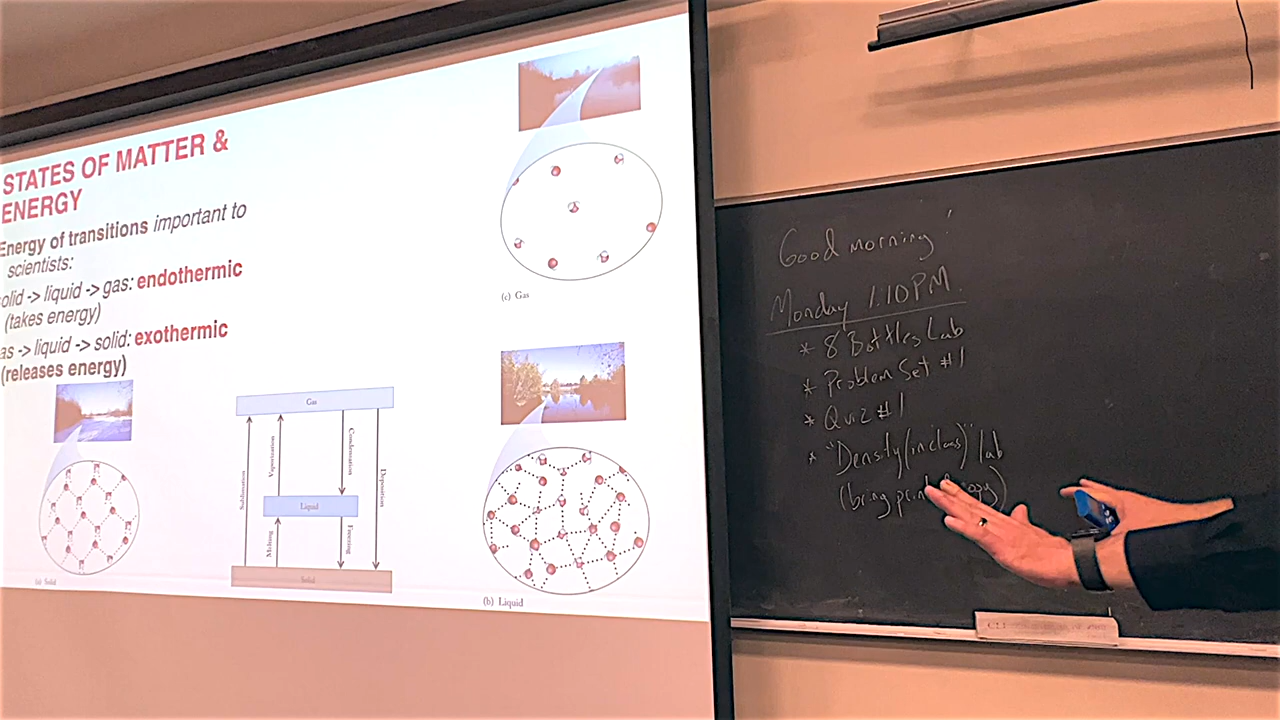 STATES OF MATTER &
ENERGY
Energy of transitions important to
scientists:
olid -> liquid -> gas: endothermic
(takes energy)
as -> liquid -> solid: exothermic
(releases energy)
(c) Gas
Gas
Sublimation
Vaporization
Condensation
Deposition
Liquid
Melting
Freezing
Solid
(a) Solid
(b) Liquid
Good morning!
Monday 1:10PM.
* 8 Bottles Lab
* Problem Set #1
* Quiz #1
* "Density (in class)" lab
(bring